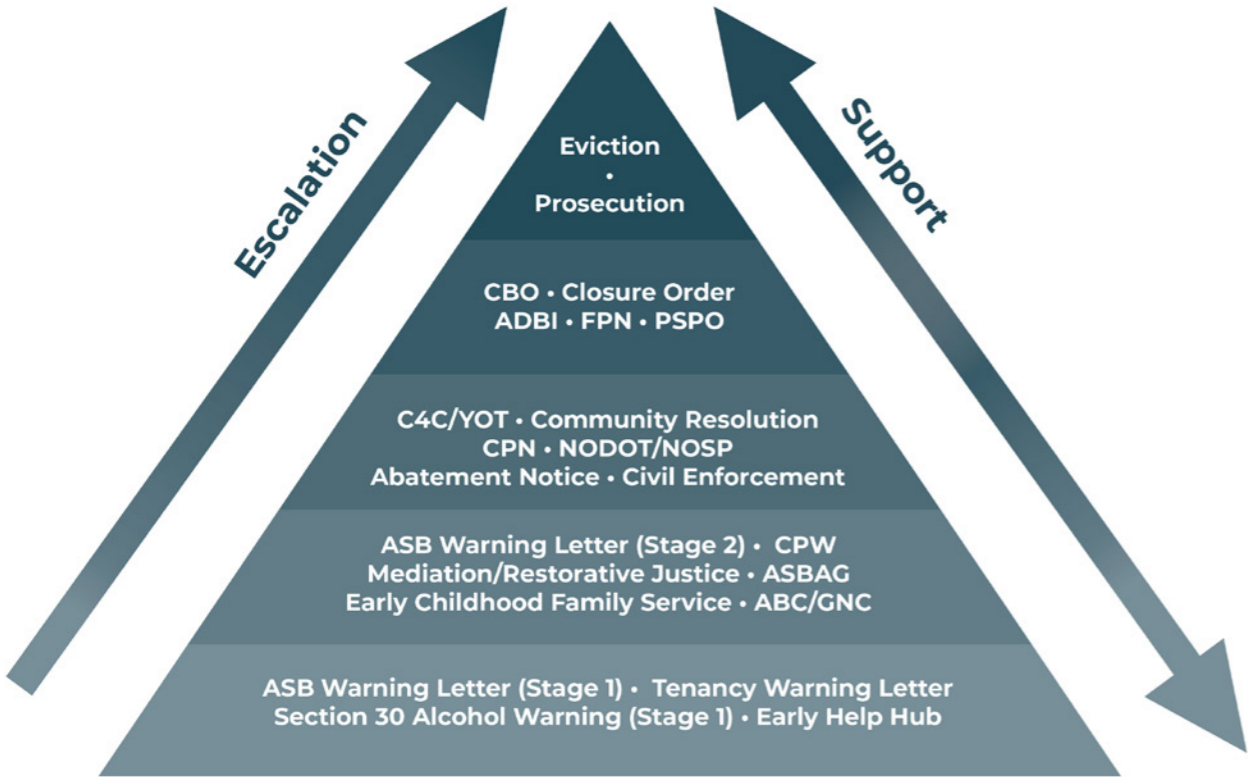 Escalation
Support
Eviction
•
Prosecution
CBO • Closure Order
ADBI • FPN • PSPO
C4C/YOT • Community Resolution
CPN • NODOT/NOSP
Abatement Notice • Civil Enforcement
ASB Warning Letter (Stage 2) • CPW
Mediation/Restorative Justice • ASBAG
Early Childhood Family Service • ABC/GNC
ASB Warning Letter (Stage 1) • Tenancy Warning Letter
Section 30 Alcohol Warning (Stage 1) • Early Help Hub